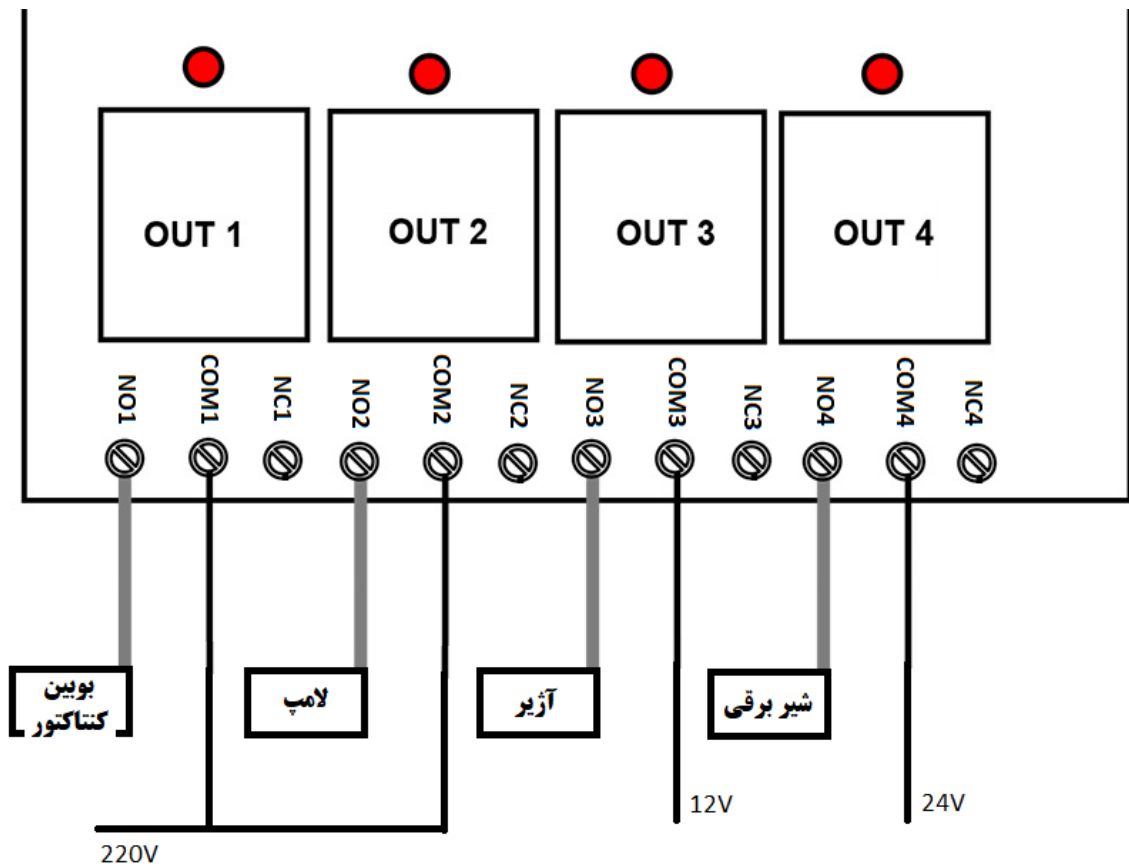 OUT 1
OUT 2
OUT 3
OUT 4
NO1
COM1
NC1
NO2
COM2
NC2
NO3
COM3
NC3
NO4
COM4
NC4
بوبین
کنتاکتور
لامپ
آژیر
شیر برقی
12V
24V
220V